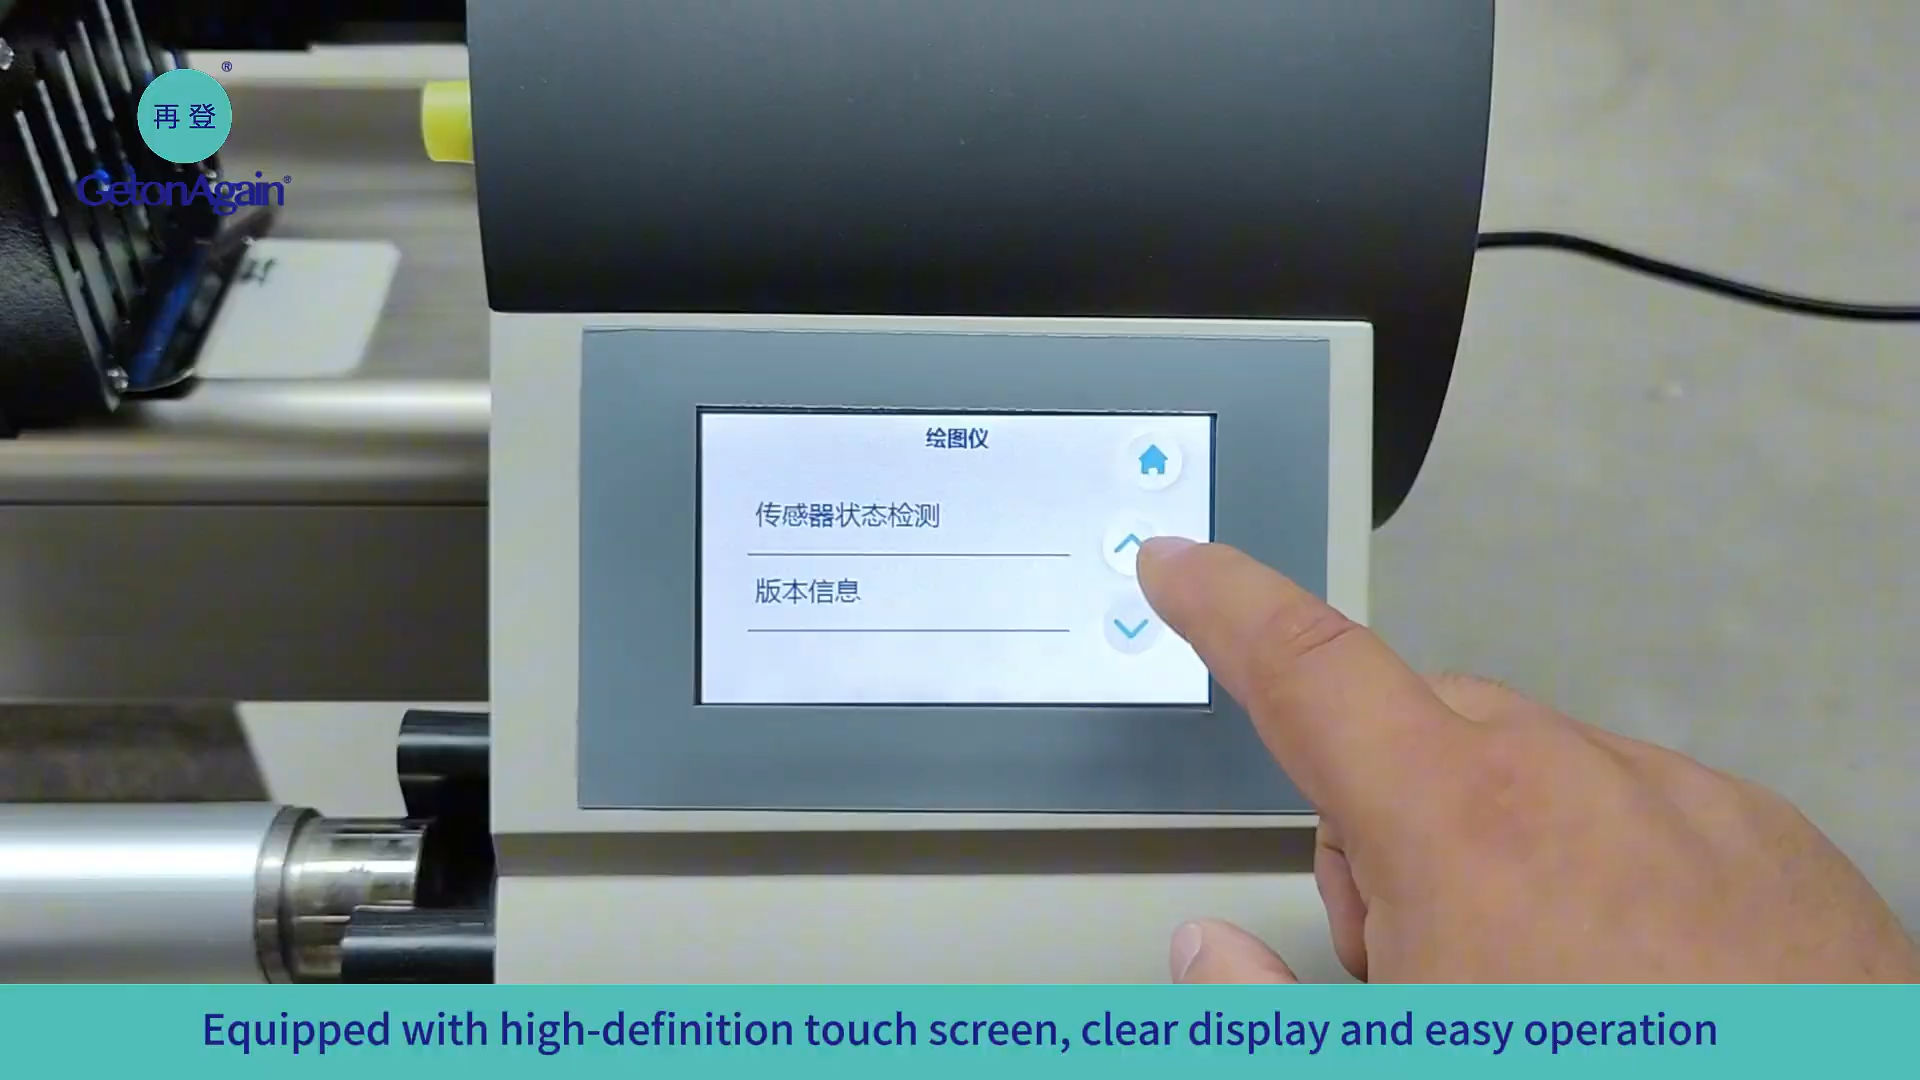 ®
再登
GetonAgain®
绘图仪
传感器状态检测
版本信息
Equipped with high-definition touch screen, clear display and easy operation